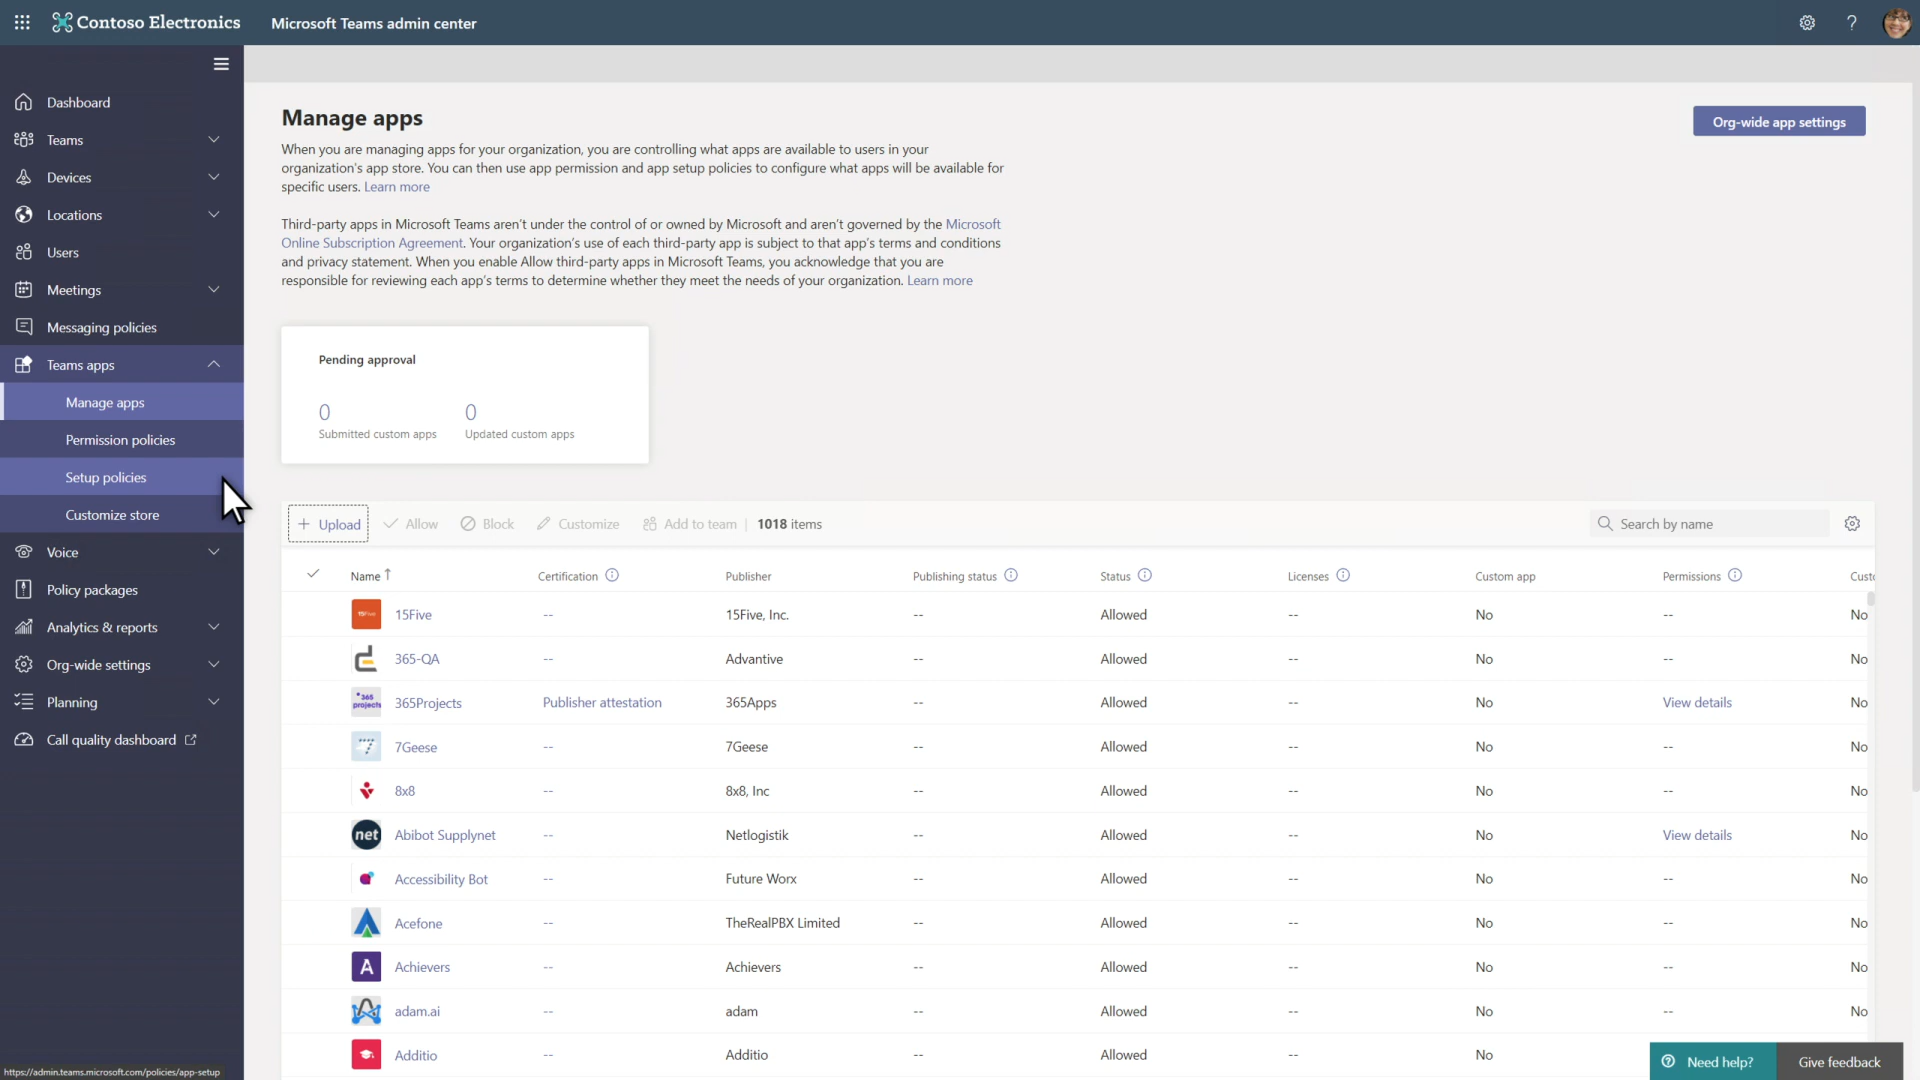 Contoso Electronics
Microsoft Teams admin center
?
Dashboard
Teams
Devices
Locations
Users
Meetings
Messaging policies
Teams apps
Manage apps
Permission policies
Setup policies
Customize store
Voice
Policy packages
Analytics & reports
Org-wide settings
Planning
Call quality dashboard
https://admin.teams.microsoft.com/policies/app-setup
Manage apps
Org-wide app settings
When you are managing apps for your organization, you are controlling what apps are available to users in your
organization's app store. You can then use app permission and app setup policies to configure what apps will be available for
specific users. Learn more
Third-party apps in Microsoft Teams aren't under the control of or owned by Microsoft and aren't governed by the Microsoft
Online Subscription Agreement. Your organization's use of each third-party app is subject to that app's terms and conditions
and privacy statement. When you enable Allow third-party apps in Microsoft Teams, you acknowledge that you are
responsible for reviewing each app's terms to determine whether they meet the needs of your organization. Learn more
Pending approval
0 0
Submitted custom apps Updated custom apps
+ Upload Allow Block Customize Add to team | 1018 items Search by name
Name ↑ Certification Publisher Publishing status Status Licenses Custom app Permissions Custo
15Five 15Five -- 15Five, Inc. -- Allowed -- No -- No
365-QA -- Advantive -- Allowed -- No -- No
365 projects 365Projects Publisher attestation 365Apps -- Allowed -- No View details No
7Geese -- 7Geese -- Allowed -- No -- No
8x8 -- 8x8, Inc -- Allowed -- No -- No
net Abibot Supplynet -- Netlogistik -- Allowed -- No View details No
Accessibility Bot -- Future Worx -- Allowed -- No -- No
Acefone -- TheRealPBX Limited -- Allowed -- No -- No
A Achievers -- Achievers -- Allowed -- No -- No
adam.ai -- adam -- Allowed -- No -- No
Additio -- Additio -- Allowed -- No
Need help? Give feedback